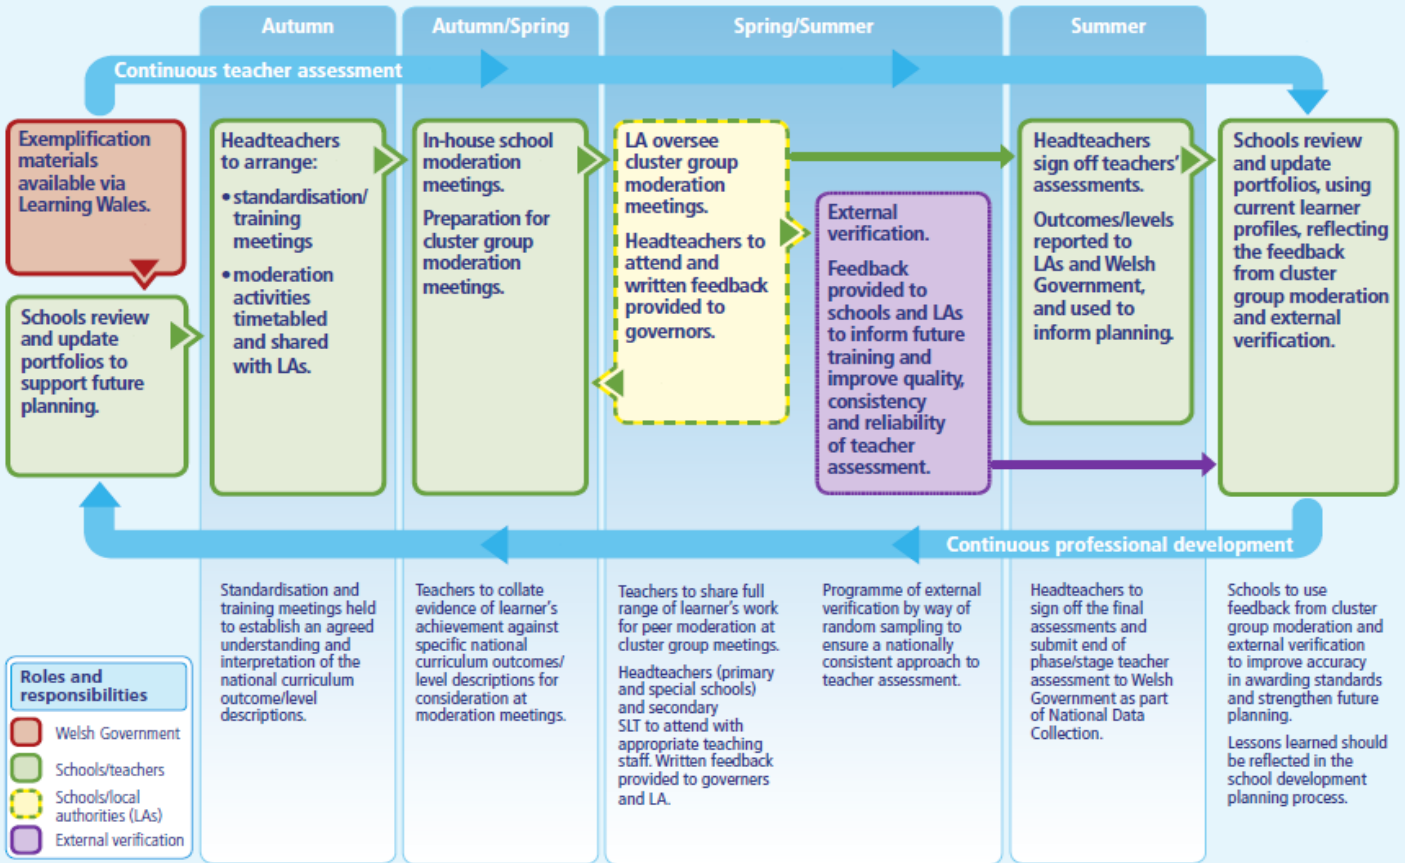 Autumn
Autumn/Spring
Spring/Summer
Summer
Continuous teacher assessment
Exemplification
materials
available via
Learning Wales.
Schools review
and update
portfolios to
support future
planning.
Headteachers
to arrange:
• standardisation/
training
meetings
• moderation
activities
timetabled
and shared
with LAs.
In-house school
moderation
meetings.
Preparation for
cluster group
moderation
meetings.
LA oversee
cluster group
moderation
meetings.
Headteachers to
attend and
written feedback
provided to
governors.
External
verification.
Feedback
provided to
schools and LAs
to inform future
training and
improve quality,
consistency
and reliability
of teacher
assessment.
Headteachers
sign off teachers'
assessments.
Outcomes/levels
reported to
LAs and Welsh
Government,
and used to
inform planning.
Schools review
and update
portfolios, using
current learner
profiles, reflecting
the feedback
from cluster
group moderation
and external
verification.
Continuous professional development
Standardisation and
training meetings held
to establish an agreed
understanding and
interpretation of the
national curriculum
outcome/level
descriptions.
Teachers to collate
evidence of learner's
achievement against
specific national
curriculum outcomes/
level descriptions for
consideration at
moderation meetings.
Teachers to share full
range of learner's work
for peer moderation at
cluster group meetings.
Headteachers (primary
and special schools)
and secondary
SLT to attend with
appropriate teaching
staff. Written feedback
provided to governers
and LA.
Programme of external
verification by way of
random sampling to
ensure a nationally
consistent approach to
teacher assessment.
Headteachers to
sign off the final
assessments and
submit end of
phase/stage teacher
assessment to Welsh
Government as part
of National Data
Collection.
Schools to use
feedback from cluster
group moderation and
external verification
to improve accuracy
in awarding standards
and strengthen future
planning.
Lessons learned should
be reflected in the
school development
planning process.
Roles and
responsibilities
Welsh Government
Schools/teachers
Schools/local
authorities (LAs)
External verification